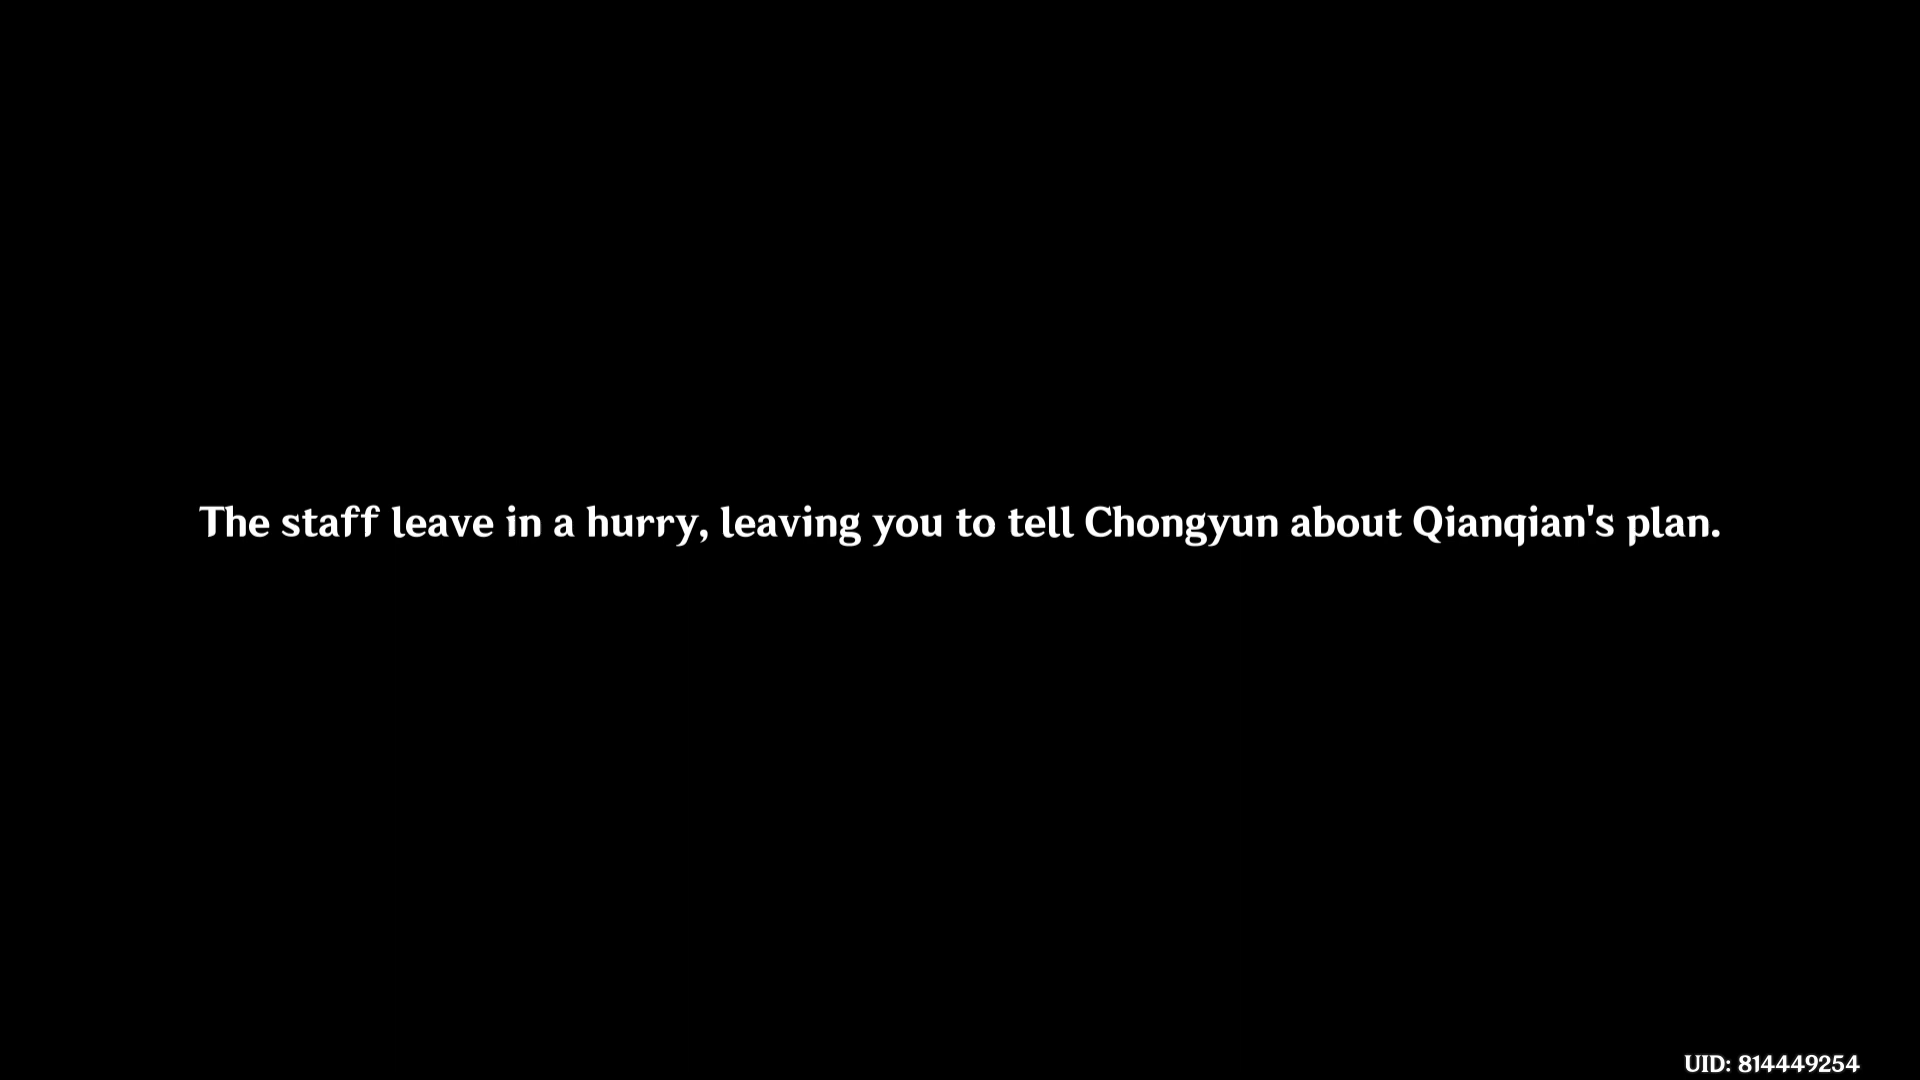 The staff leave in a hurry, leaving you to tell Chongyun about Qianqian's plan.
UID: 814449254